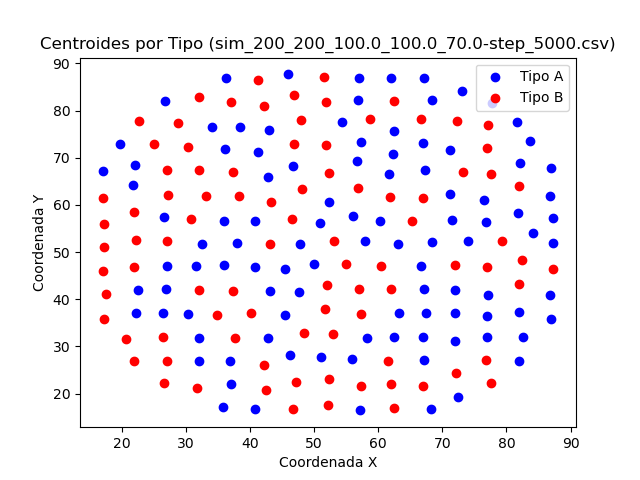 Centroides por Tipo (sim_200_200_100.0_100.0_70.0-step_5000.csv)
Tipo A
Tipo B
90
80
70
60
50
40
30
20
Coordenada Y
20 30 40 50 60 70 80 90
Coordenada X